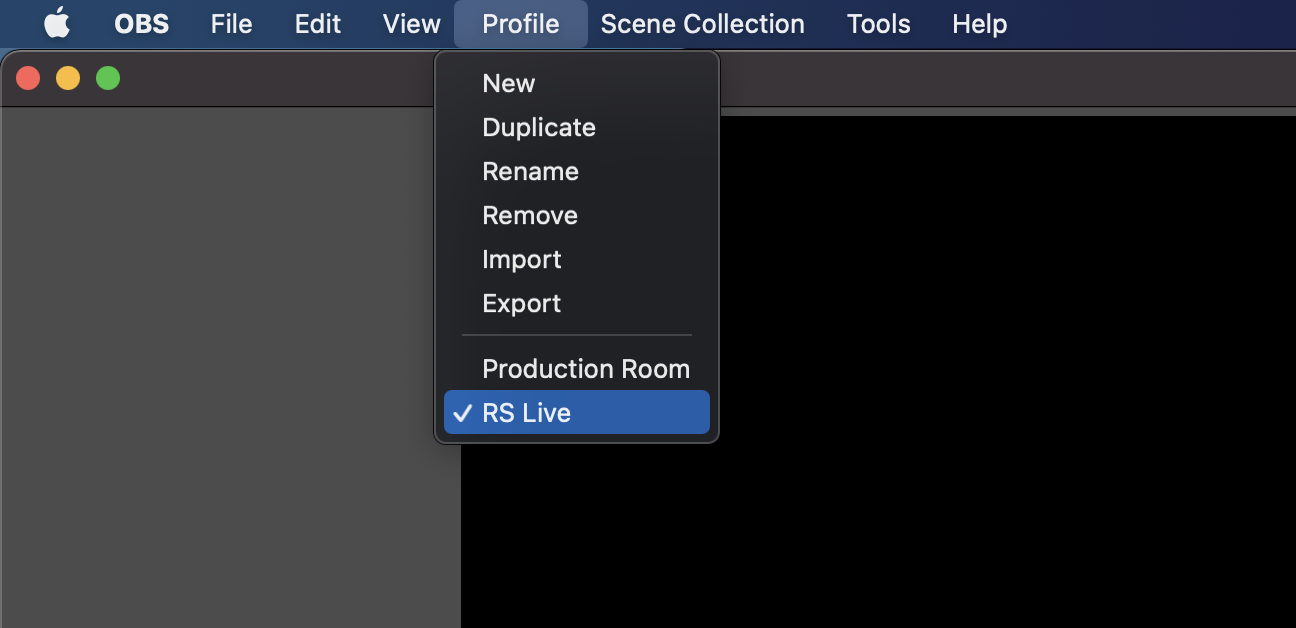 OBS File Edit View Profile Scene Collection Tools Help
New
Duplicate
Rename
Remove
Import
Export
Production Room
✓ RS Live